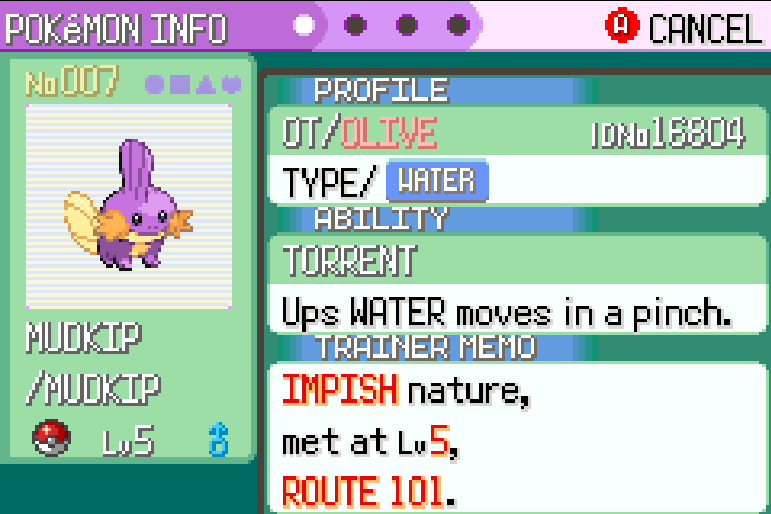 POKéMON INFO
A CANCEL
No007
PROFILE
OT/OLIVE IDNo16804
TYPE/ WATER
ABILITY
TORRENT
Ups WATER moves in a pinch.
MUDKIP
/MUDKIP
Lv5 ♂
TRAINER MEMO
IMPISH nature,
met at Lv5,
ROUTE 101.